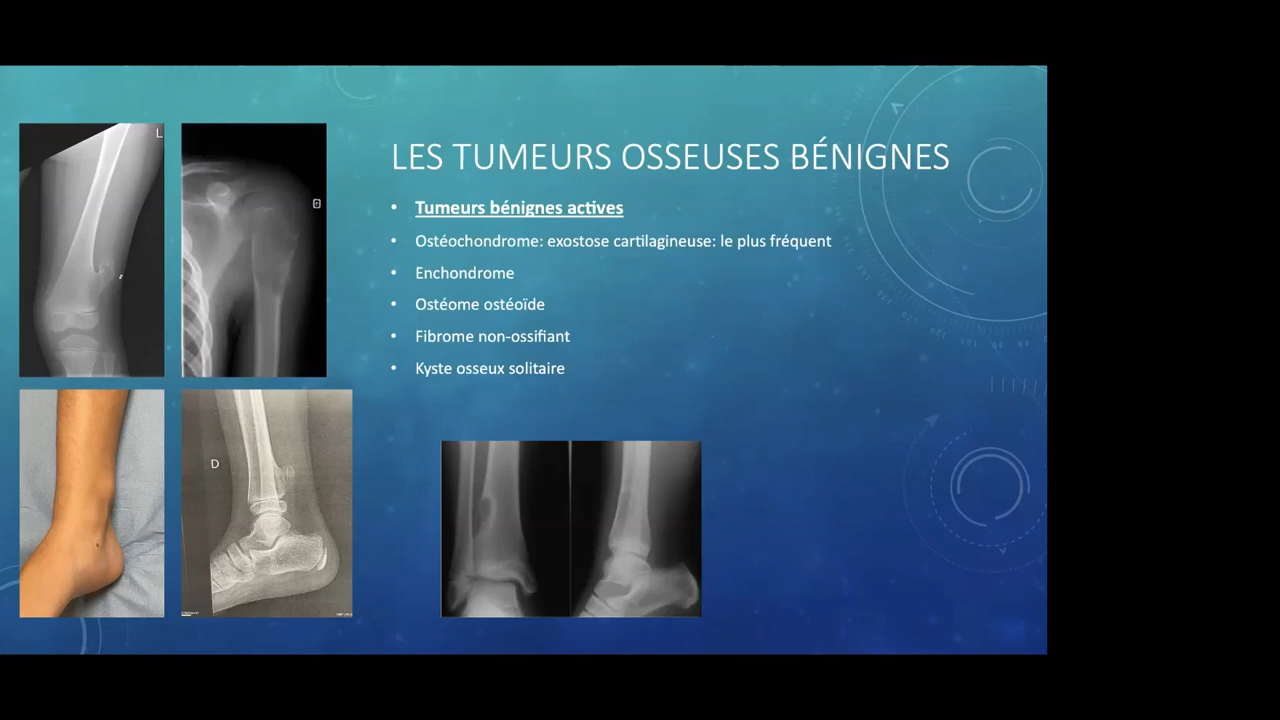 L
LES TUMEURS OSSEUSES BÉNIGNES
• Tumeurs bénignes actives
• Ostéochondrome: exostose cartilagineuse: le plus fréquent
• Enchondrome
• Ostéome ostéoïde
• Fibrome non-ossifiant
• Kyste osseux solitaire
D